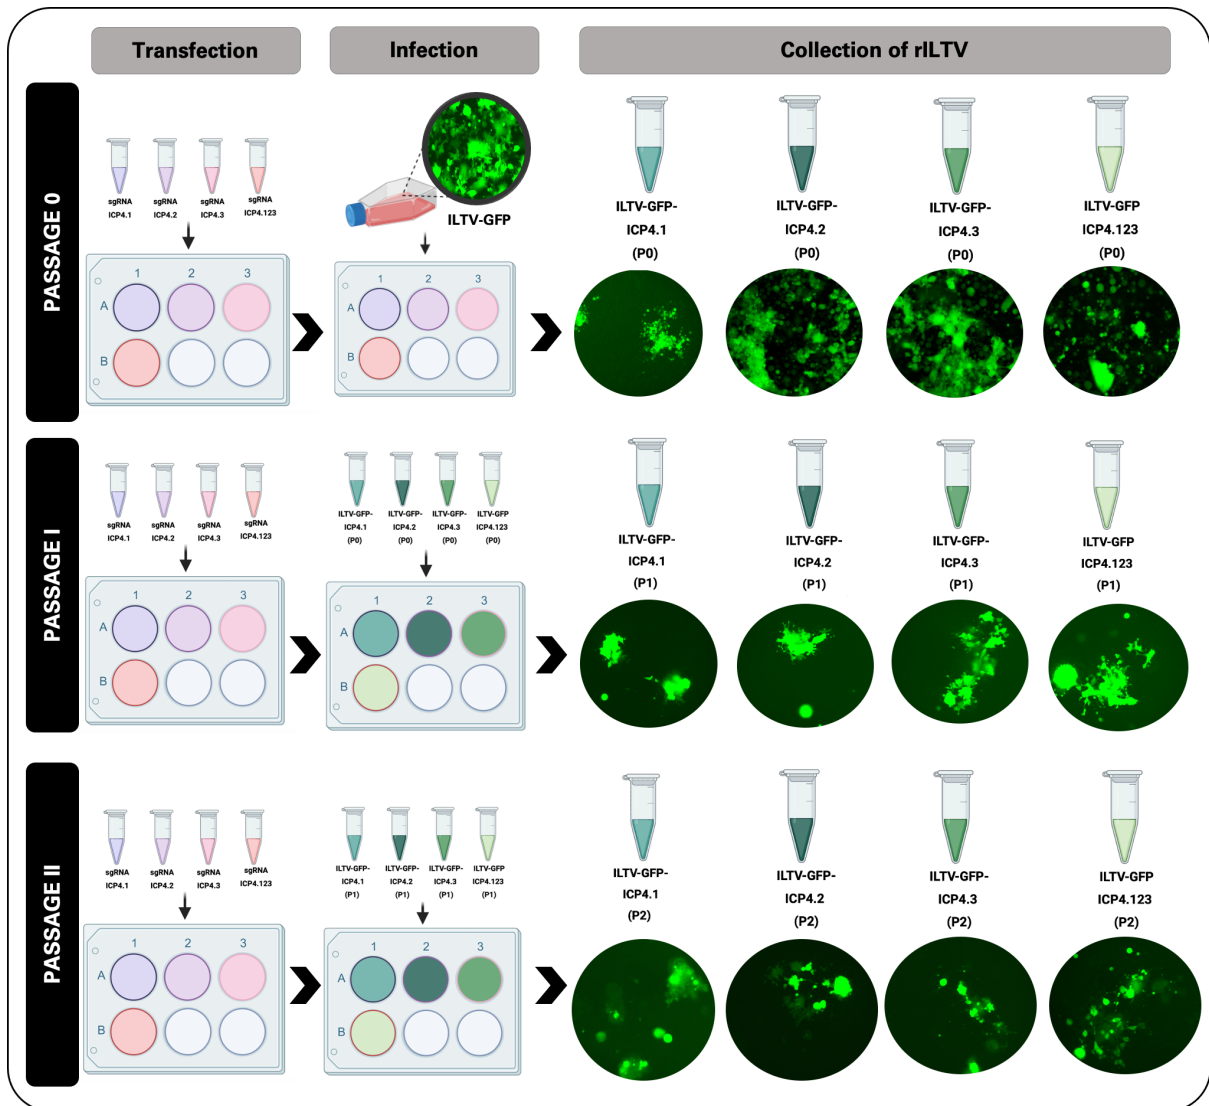 Transfection
Infection
Collection of rILTV
PASSAGE 0
sgRNA
ICP4.1
sgRNA
ICP4.2
sgRNA
ICP4.3
sgRNA
ICP4.123
1 2 3
A
B
ILTV-GFP
1 2 3
A
B
ILTV-GFP-
ICP4.1
(P0)
ILTV-GFP-
ICP4.2
(P0)
ILTV-GFP-
ICP4.3
(P0)
ILTV-GFP
ICP4.123
(P0)
PASSAGE I
sgRNA
ICP4.1
sgRNA
ICP4.2
sgRNA
ICP4.3
sgRNA
ICP4.123
1 2 3
A
B
ILTV-GFP-
ICP4.1
(P0)
ILTV-GFP-
ICP4.2
(P0)
ILTV-GFP-
ICP4.3
(P0)
ILTV-GFP
ICP4.123
(P0)
1 2 3
A
B
ILTV-GFP-
ICP4.1
(P1)
ILTV-GFP-
ICP4.2
(P1)
ILTV-GFP-
ICP4.3
(P1)
ILTV-GFP
ICP4.123
(P1)
PASSAGE II
sgRNA
ICP4.1
sgRNA
ICP4.2
sgRNA
ICP4.3
sgRNA
ICP4.123
1 2 3
A
B
ILTV-GFP-
ICP4.1
(P1)
ILTV-GFP-
ICP4.2
(P1)
ILTV-GFP-
ICP4.3
(P1)
ILTV-GFP
ICP4.123
(P1)
1 2 3
A
B
ILTV-GFP-
ICP4.1
(P2)
ILTV-GFP-
ICP4.2
(P2)
ILTV-GFP-
ICP4.3
(P2)
ILTV-GFP
ICP4.123
(P2)